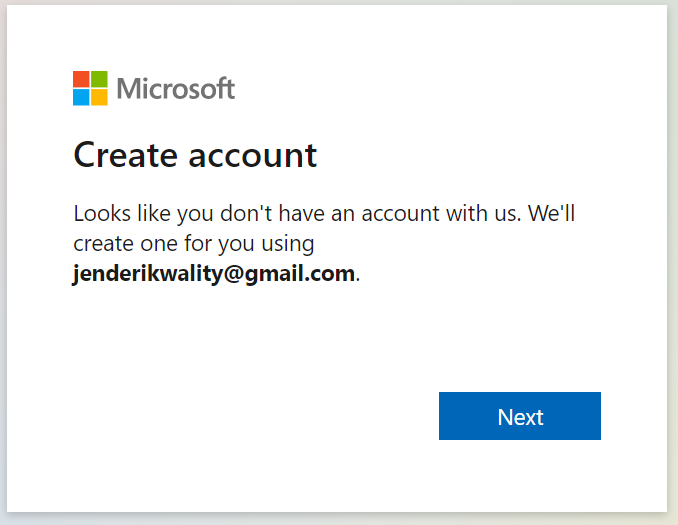 Microsoft
Create account
Looks like you don't have an account with us. We'll
create one for you using
jenderikwality@gmail.com.
Next